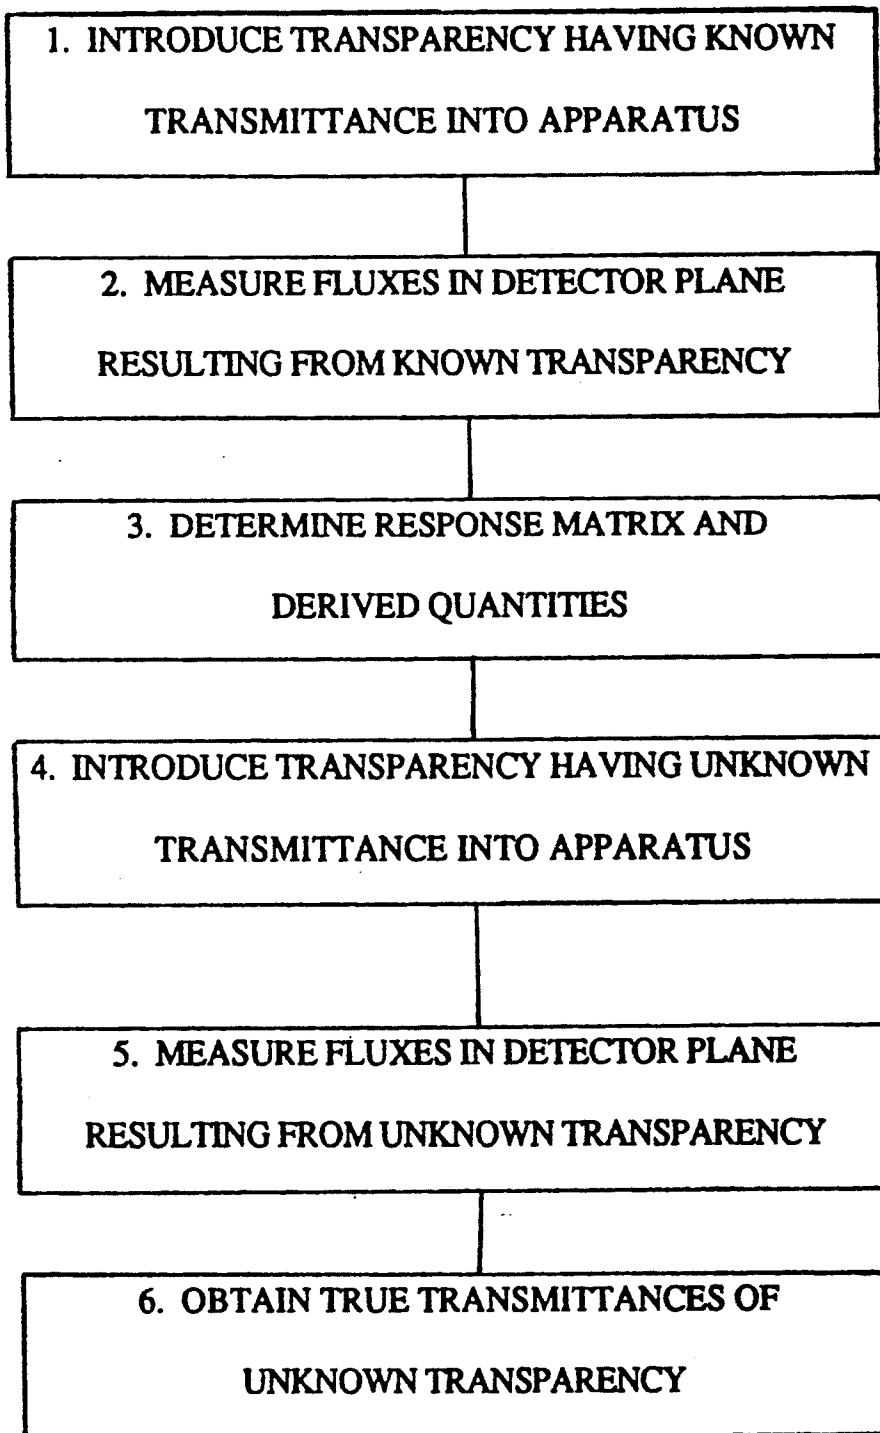 1. INTRODUCE TRANSPARENCY HAVING KNOWN
TRANSMITTANCE INTO APPARATUS
2. MEASURE FLUXES IN DETECTOR PLANE
RESULTING FROM KNOWN TRANSPARENCY
3. DETERMINE RESPONSE MATRIX AND
DERIVED QUANTITIES
4. INTRODUCE TRANSPARENCY HAVING UNKNOWN
TRANSMITTANCE INTO APPARATUS
5. MEASURE FLUXES IN DETECTOR PLANE
RESULTING FROM UNKNOWN TRANSPARENCY
6. OBTAIN TRUE TRANSMITTANCES OF
UNKNOWN TRANSPARENCY